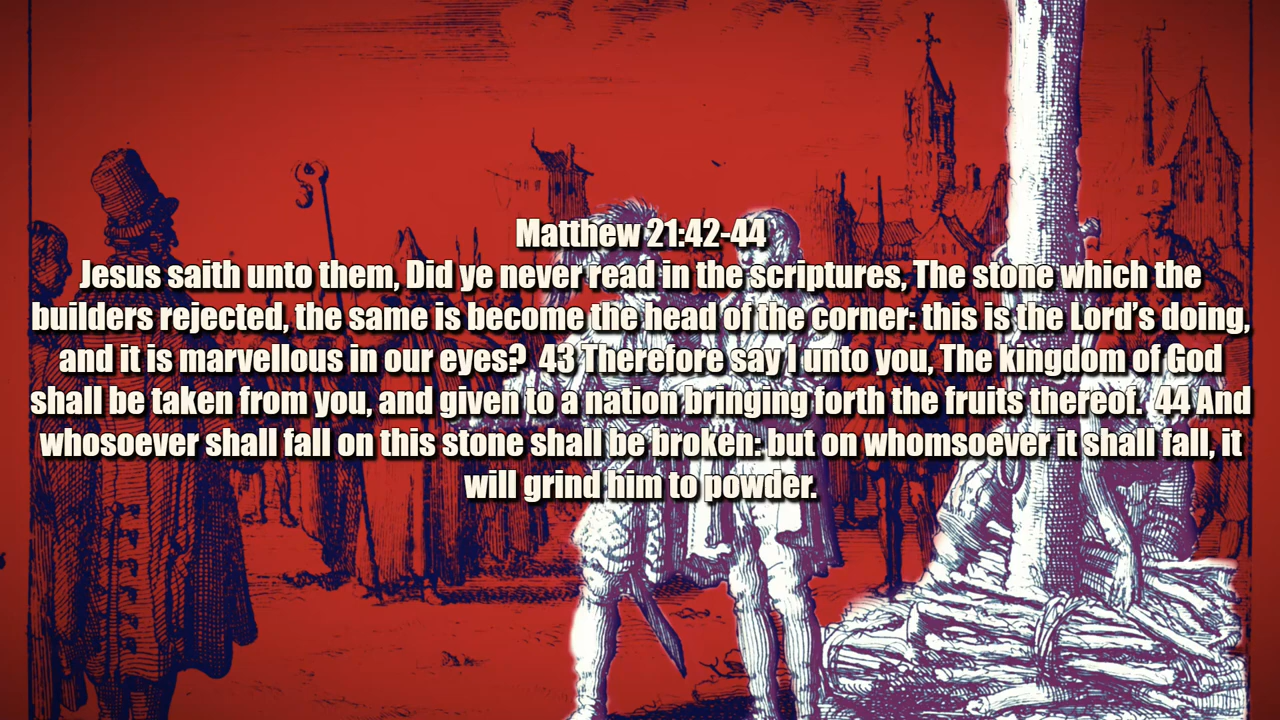 Matthew 21:42-44
Jesus saith unto them, Did ye never read in the scriptures, The stone which the
builders rejected, the same is become the head of the corner: this is the Lord’s doing,
and it is marvellous in our eyes?  43 Therefore say I unto you, The kingdom of God
shall be taken from you, and given to a nation bringing forth the fruits thereof.  44 And
whosoever shall fall on this stone shall be broken: but on whomsoever it shall fall, it
will grind him to powder.